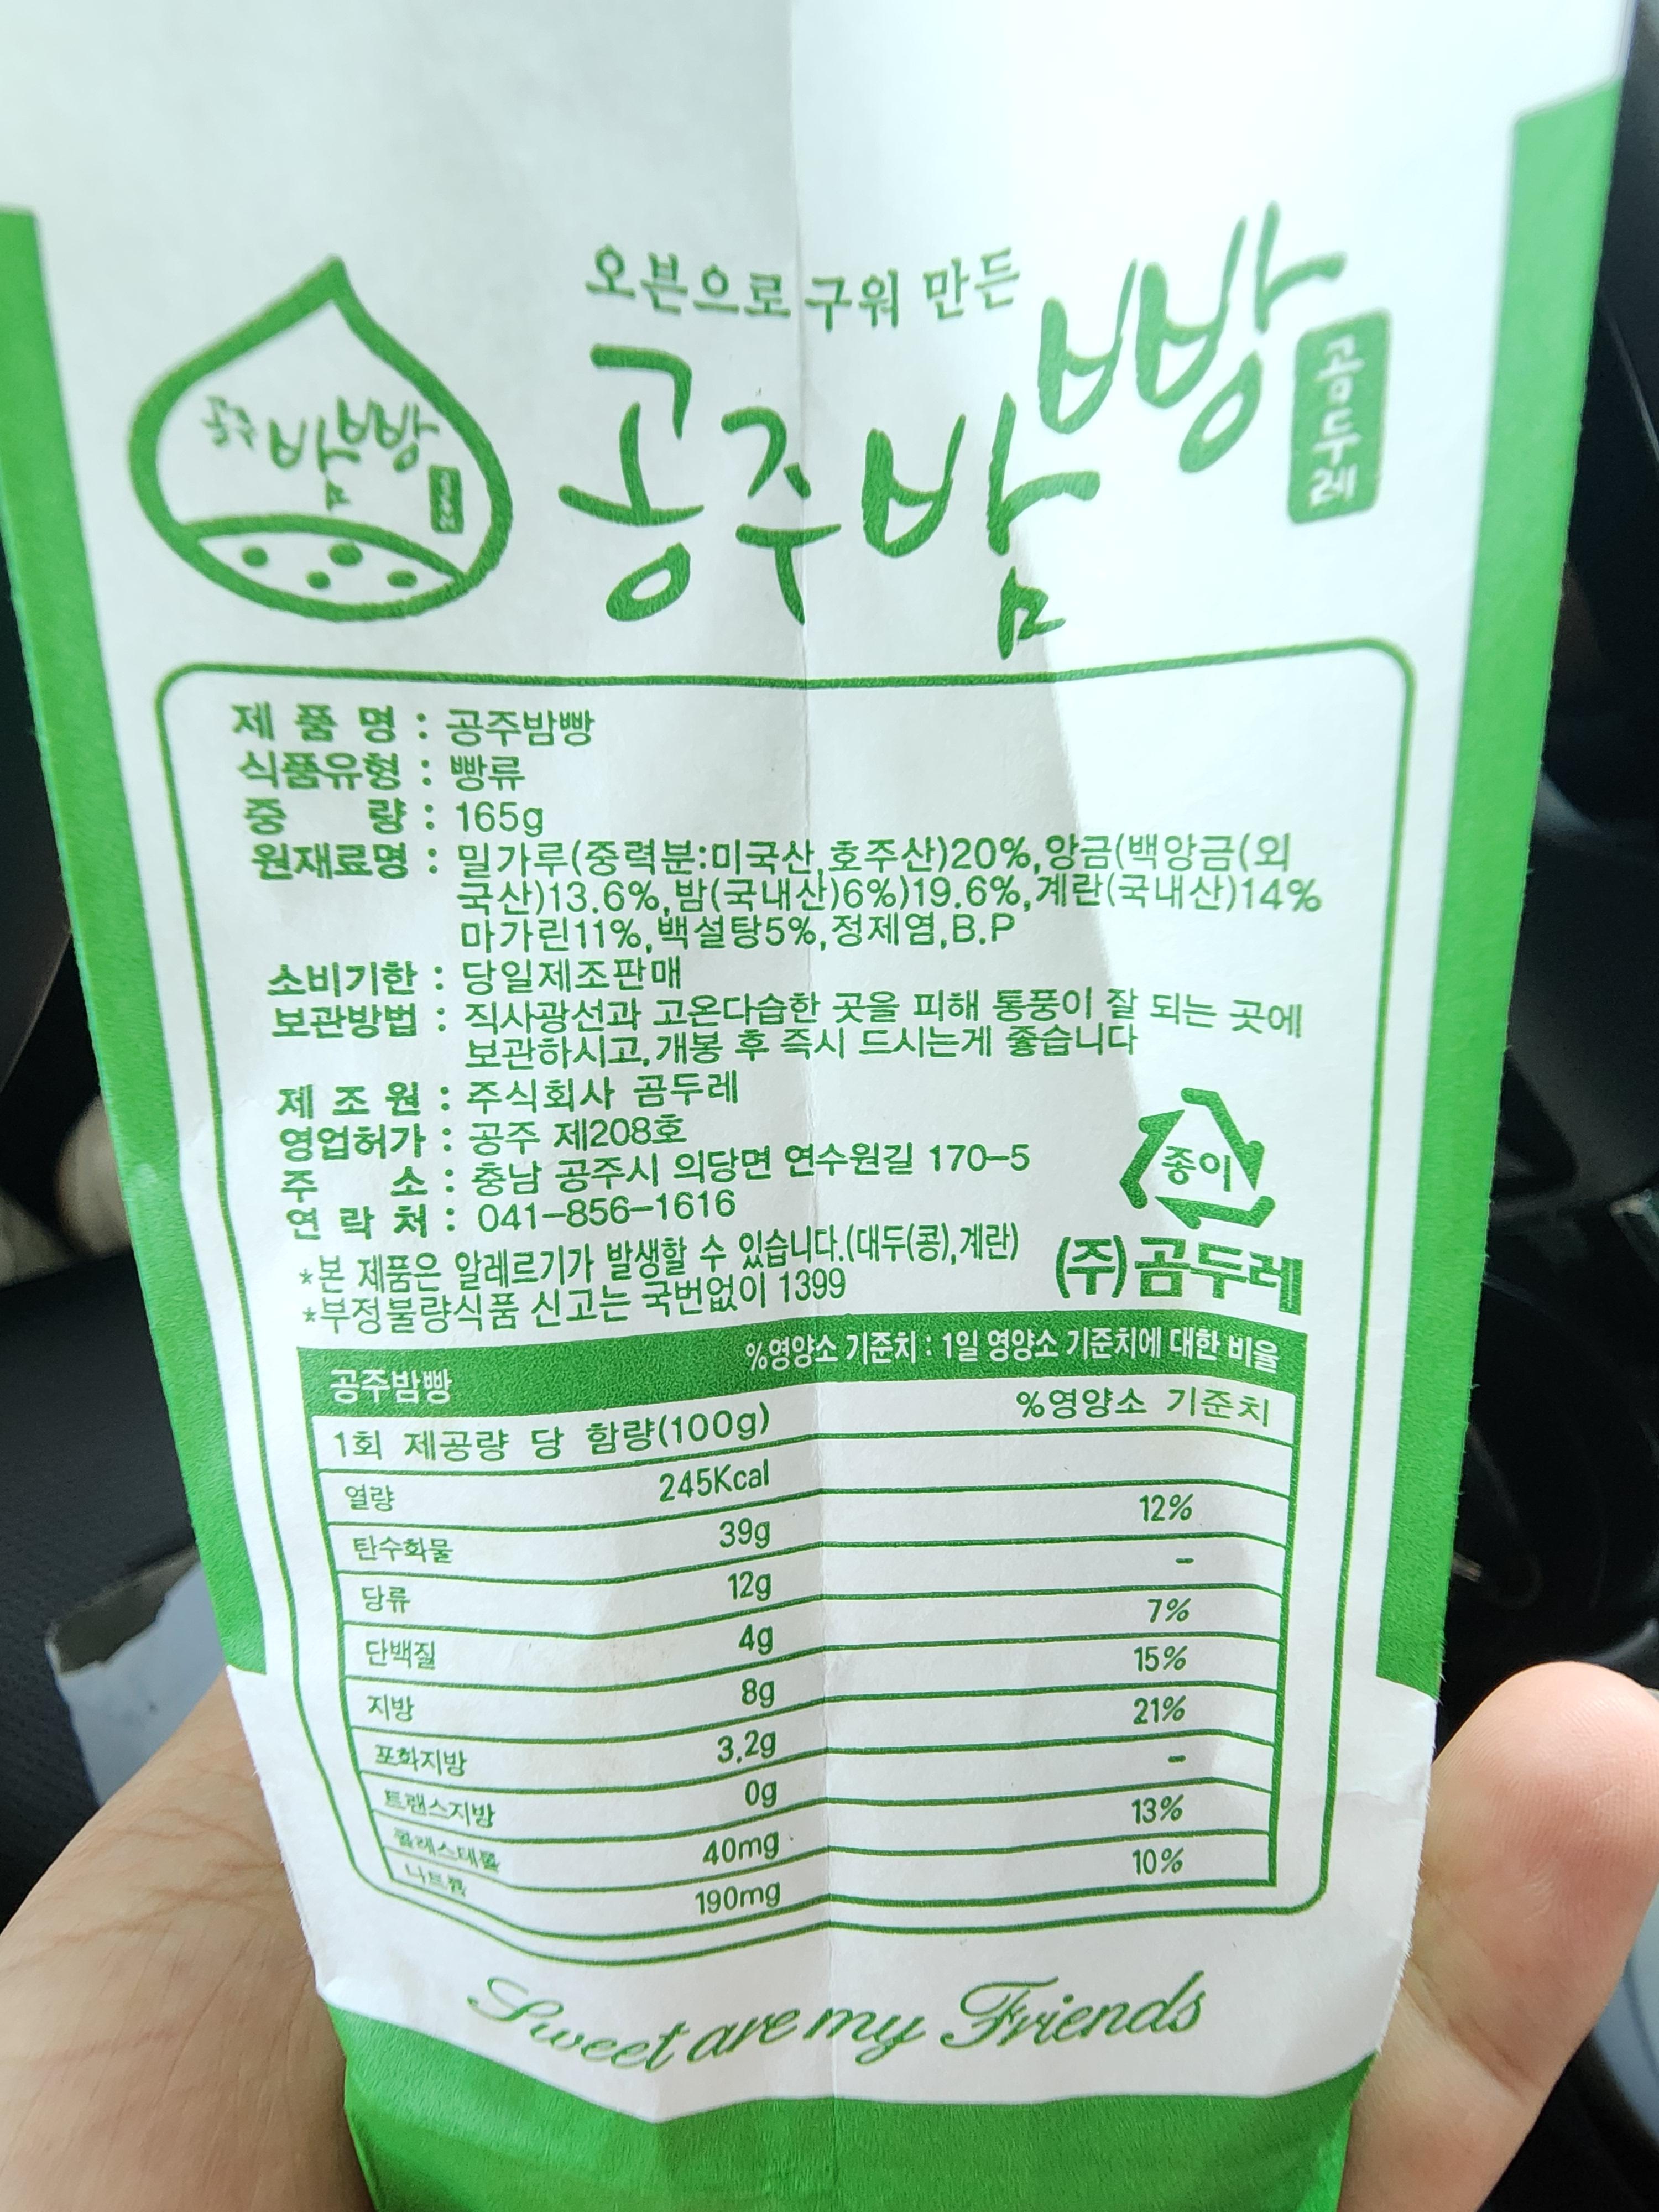 오븐으로 구워 만든
공주밤빵
곰두레
공주밤빵
제 품 명 : 공주밤빵
식품유형 : 빵류
중 량 : 165g
원재료명 : 밀가루(중력분:미국산,호주산)20%,앙금(백앙금(외
국산)13.6%,밤(국내산)6%)19.6%,계란(국내산)14%
마가린11%,백설탕5%,정제염,B.P
소비기한 : 당일제조판매
보관방법 : 직사광선과 고온다습한 곳을 피해 통풍이 잘 되는 곳에
보관하시고,개봉 후 즉시 드시는게 좋습니다
제 조 원 : 주식회사 곰두레
영업허가 : 공주 제208호
주 소 : 충남 공주시 의당면 연수원길 170-5
연 락 처 : 041-856-1616
종이
*본 제품은 알레르기가 발생할 수 있습니다.(대두(콩),계란)
*부정불량식품 신고는 국번없이 1399
(주)곰두레
공주밤빵 %영양소 기준치 : 1일 영양소 기준치에 대한 비율
1회 제공량 당 함량(100g) %영양소 기준치
열량 245Kcal
탄수화물 39g 12%
당류 12g -
단백질 4g 7%
지방 8g 15%
포화지방 3.2g 21%
트랜스지방 0g -
콜레스테롤 40mg 13%
나트륨 190mg 10%
Sweet are my Friends